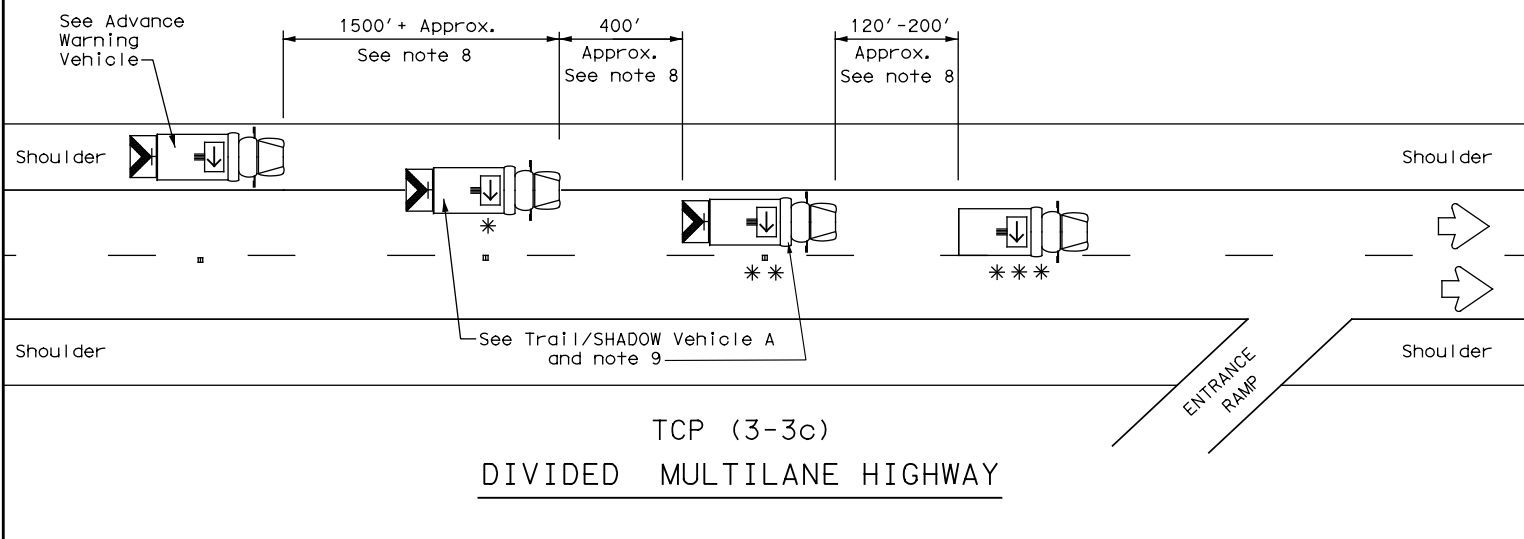 See Advance
Warning
Vehicle
1500'+ Approx.
See note 8
400'
Approx.
See note 8
120'-200'
Approx.
See note 8
Shoulder
Shoulder
*
**
***
See Trail/SHADOW Vehicle A
and note 9
Shoulder
Shoulder
ENTRANCE
RAMP
TCP (3-3c)
DIVIDED MULTILANE HIGHWAY